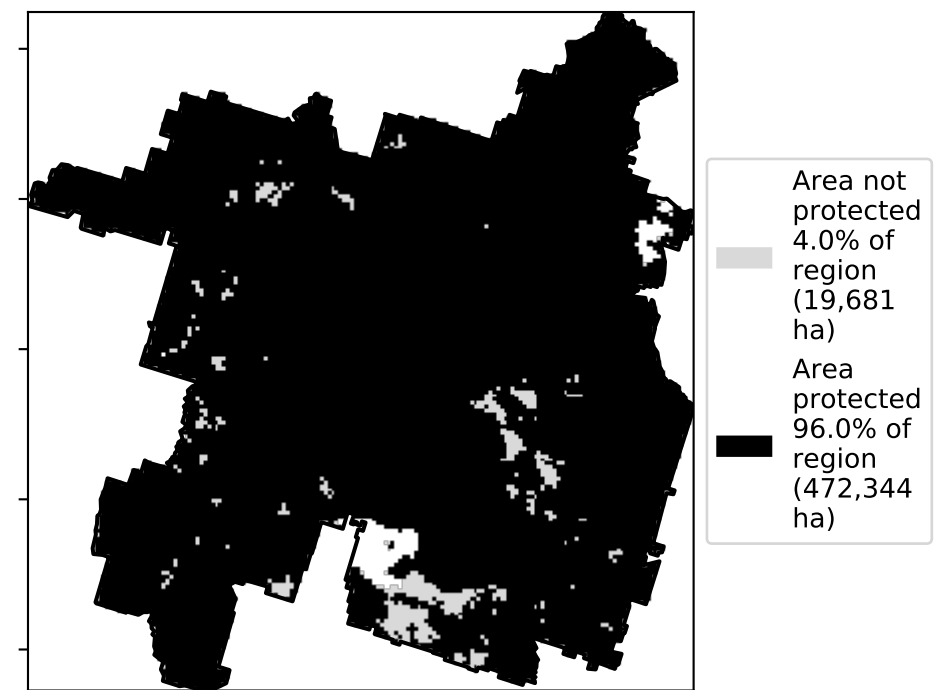 Area not
protected
4.0% of
region
(19,681
ha)
Area
protected
96.0% of
region
(472,344
ha)